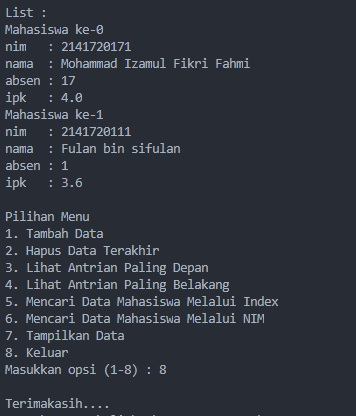 List :
Mahasiswa ke-0
nim   : 2141720171
nama  : Mohammad Izamul Fikri Fahmi
absen : 17
ipk   : 4.0
Mahasiswa ke-1
nim   : 2141720111
nama  : Fulan bin sifulan
absen : 1
ipk   : 3.6
Pilihan Menu
1. Tambah Data
2. Hapus Data Terakhir
3. Lihat Antrian Paling Depan
4. Lihat Antrian Paling Belakang
5. Mencari Data Mahasiswa Melalui Index
6. Mencari Data Mahasiswa Melalui NIM
7. Tampilkan Data
8. Keluar
Masukkan opsi (1-8) : 8
Terimakasih....